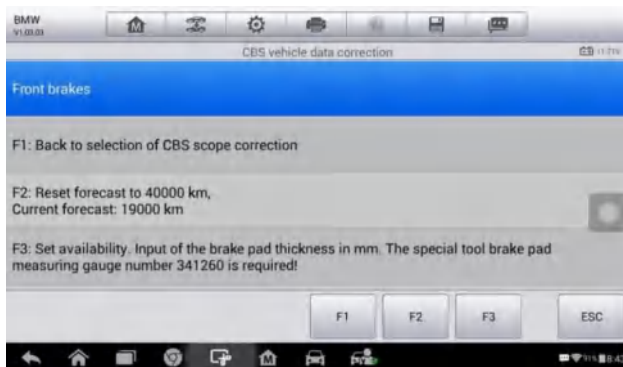 BMW
V1.03.03
CBS vehicle data correction
Front brakes
F1: Back to selection of CBS scope correction
F2: Reset forecast to 40000 km,
Current forecast: 19000 km
F3: Set availability. Input of the brake pad thickness in mm. The special tool brake pad
measuring gauge number 341260 is required!
F1
F2
F3
ESC